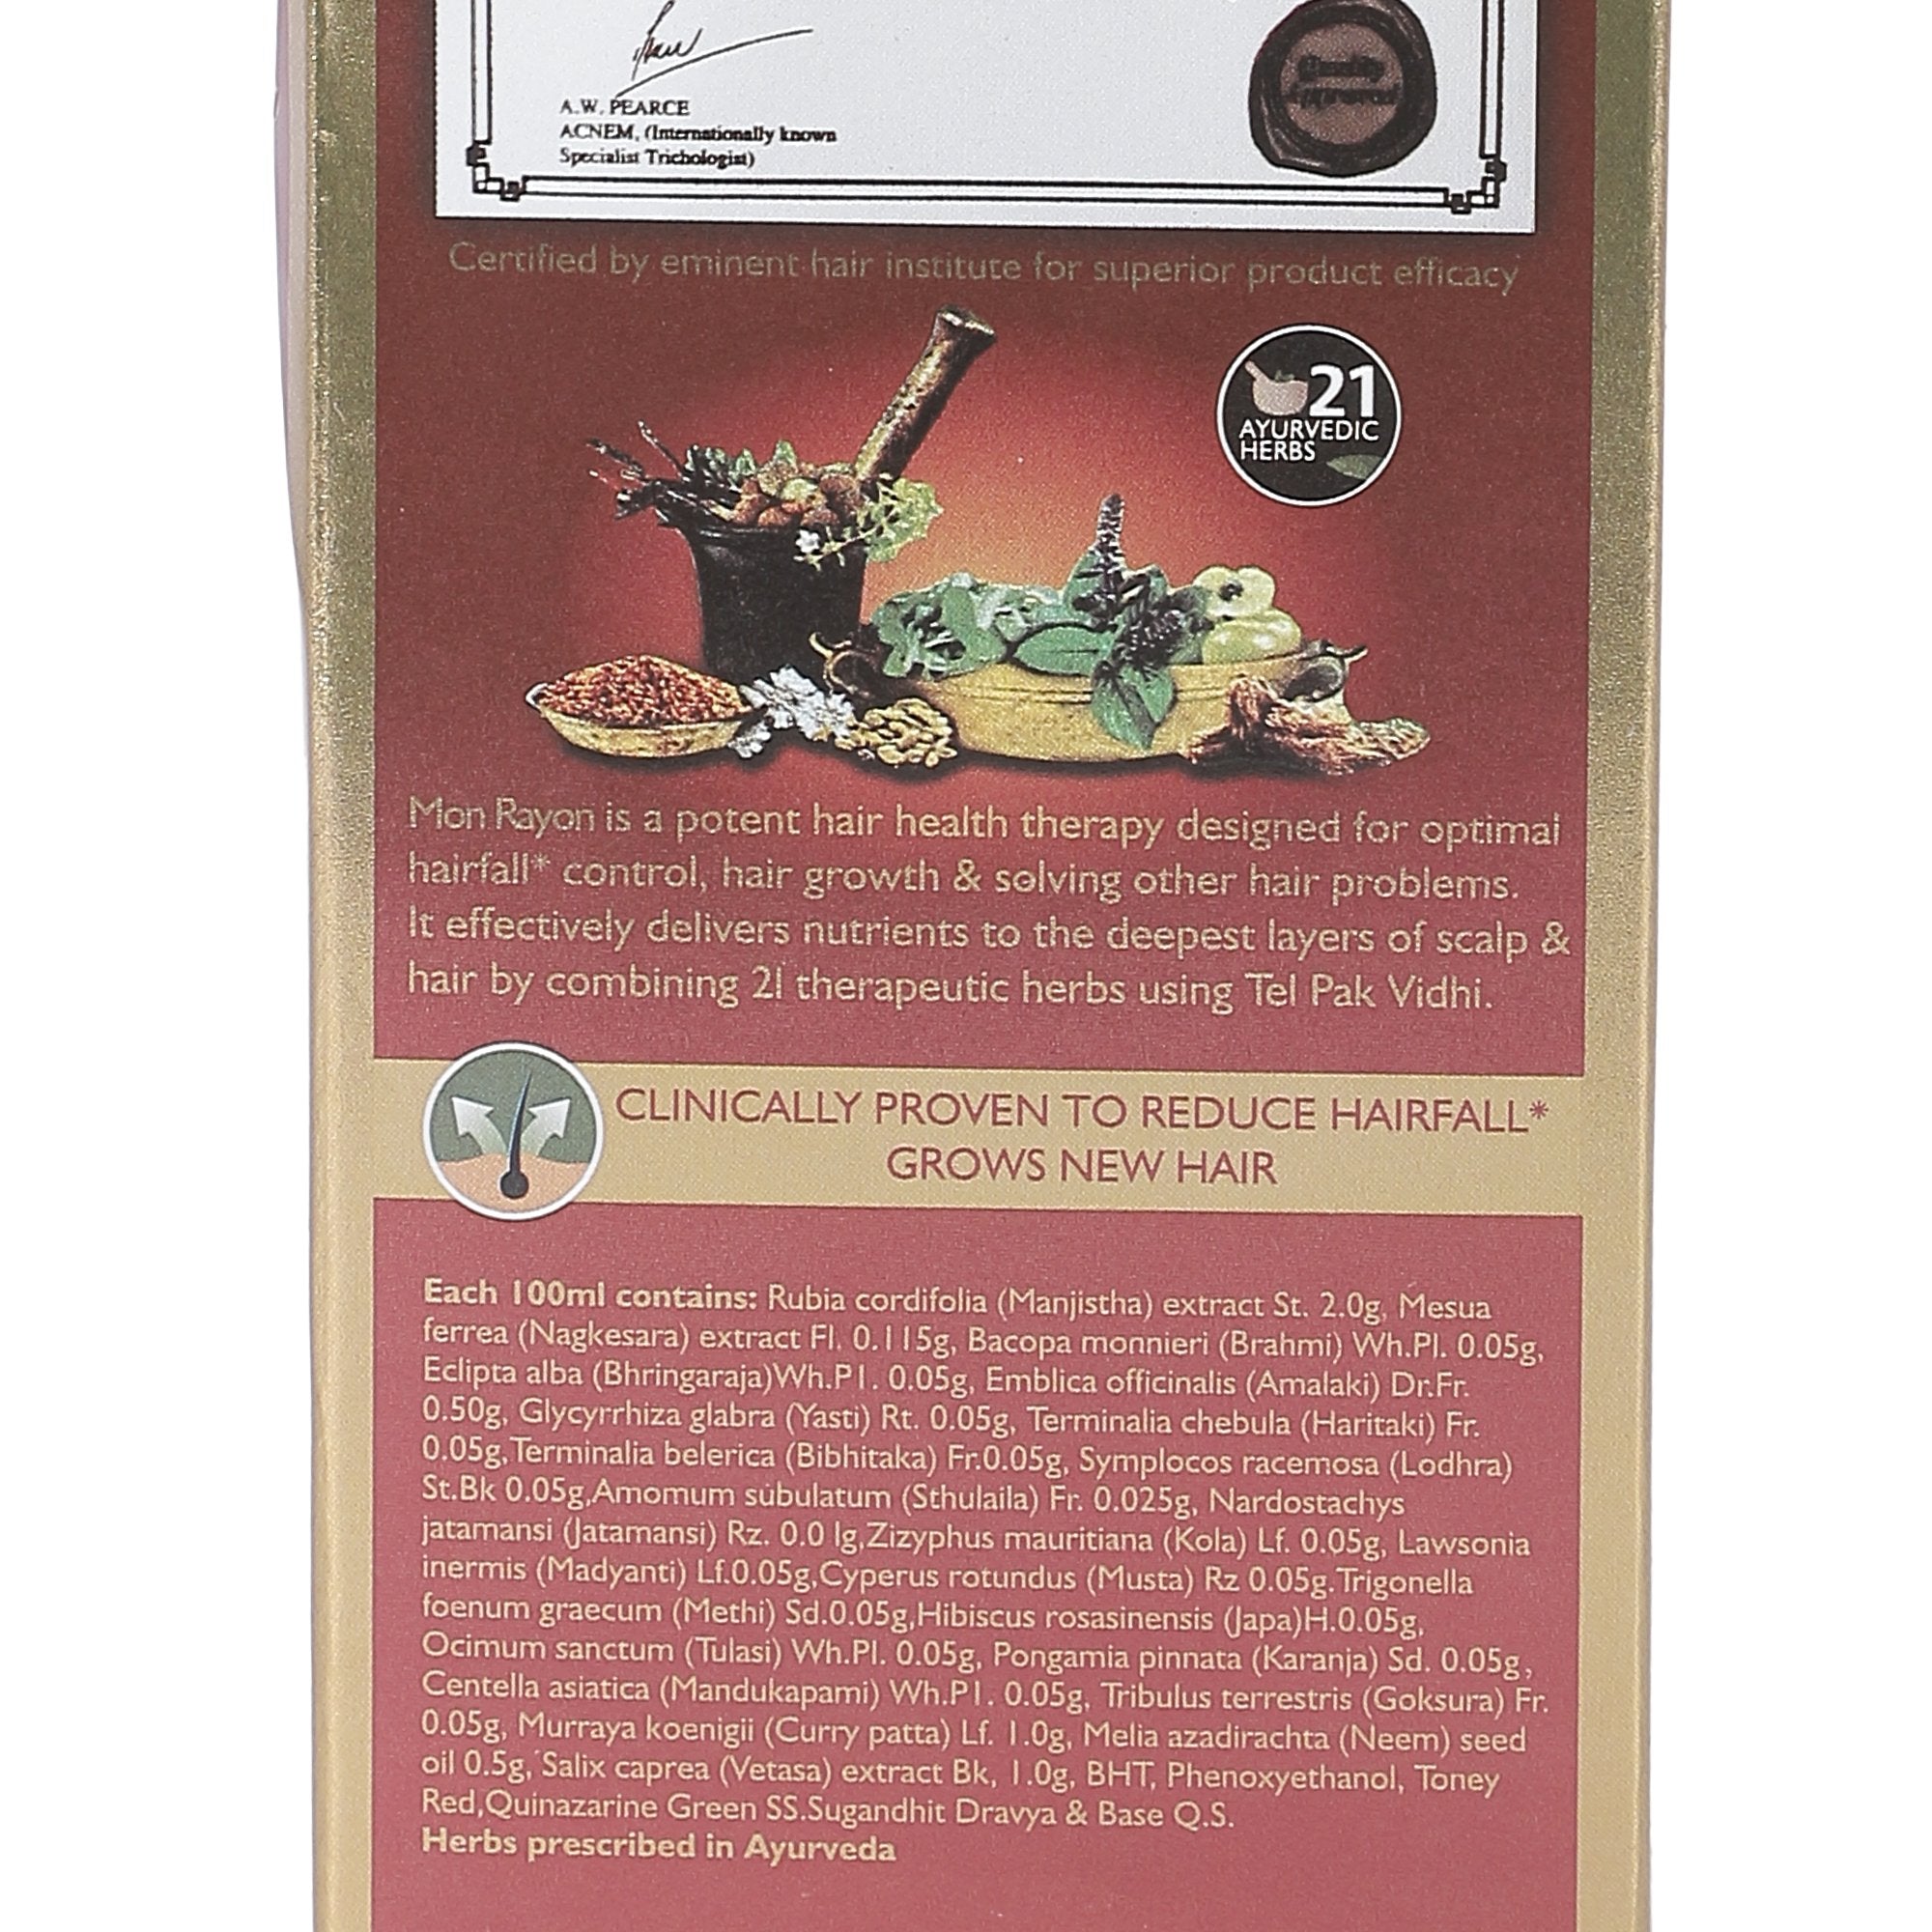 A.W. PEARCE
ACNEM, (Internationally known
Specialist Trichologist)
Certified by eminent hair institute for superior product efficacy
21
AYURVEDIC
HERBS
Mon Rayon is a potent hair health therapy designed for optimal
hairfall* control, hair growth & solving other hair problems.
It effectively delivers nutrients to the deepest layers of scalp &
hair by combining 21 therapeutic herbs using Tel Pak Vidhi.
CLINICALLY PROVEN TO REDUCE HAIRFALL*
GROWS NEW HAIR
Each 100ml contains: Rubia cordifolia (Manjistha) extract St. 2.0g, Mesua
ferrea (Nagkesara) extract Fl. 0.115g, Bacopa monnieri (Brahmi) Wh.Pl. 0.05g,
Eclipta alba (Bhringaraja)Wh.P1. 0.05g, Emblica officinalis (Amalaki) Dr.Fr.
0.50g, Glycyrrhiza glabra (Yasti) Rt. 0.05g, Terminalia chebula (Haritaki) Fr.
0.05g,Terminalia belerica (Bibhitaka) Fr.0.05g, Symplocos racemosa (Lodhra)
St.Bk 0.05g,Amomum subulatum (Sthulaila) Fr. 0.025g, Nardostachys
jatamansi (Jatamansi) Rz. 0.0 lg,Zizyphus mauritiana (Kola) Lf. 0.05g, Lawsonia
inermis (Madyanti) Lf.0.05g,Cyperus rotundus (Musta) Rz 0.05g.Trigonella
foenum graecum (Methi) Sd.0.05g,Hibiscus rosasinensis (Japa)H.0.05g,
Ocimum sanctum (Tulasi) Wh.Pl. 0.05g, Pongamia pinnata (Karanja) Sd. 0.05g,
Centella asiatica (Mandukapami) Wh.P1. 0.05g, Tribulus terrestris (Goksura) Fr.
0.05g, Murraya koenigii (Curry patta) Lf. 1.0g, Melia azadirachta (Neem) seed
oil 0.5g, Salix caprea (Vetasa) extract Bk, 1.0g, BHT, Phenoxyethanol, Toney
Red,Quinazarine Green SS.Sugandhit Dravya & Base Q.S.
Herbs prescribed in Ayurveda